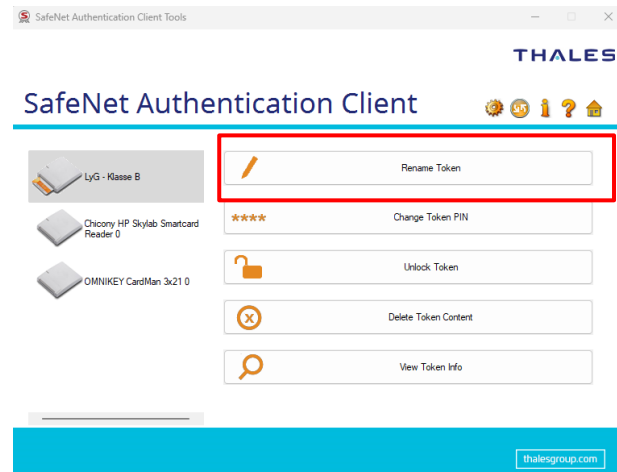 SafeNet Authentication Client Tools
THALES
SafeNet Authentication Client
LyG - Klasse B
Rename Token
Chicony HP Skylab Smartcard
Reader 0
**** Change Token PIN
OMNIKEY CardMan 3x21 0
Unlock Token
Delete Token Content
View Token Info
thalesgroup.com